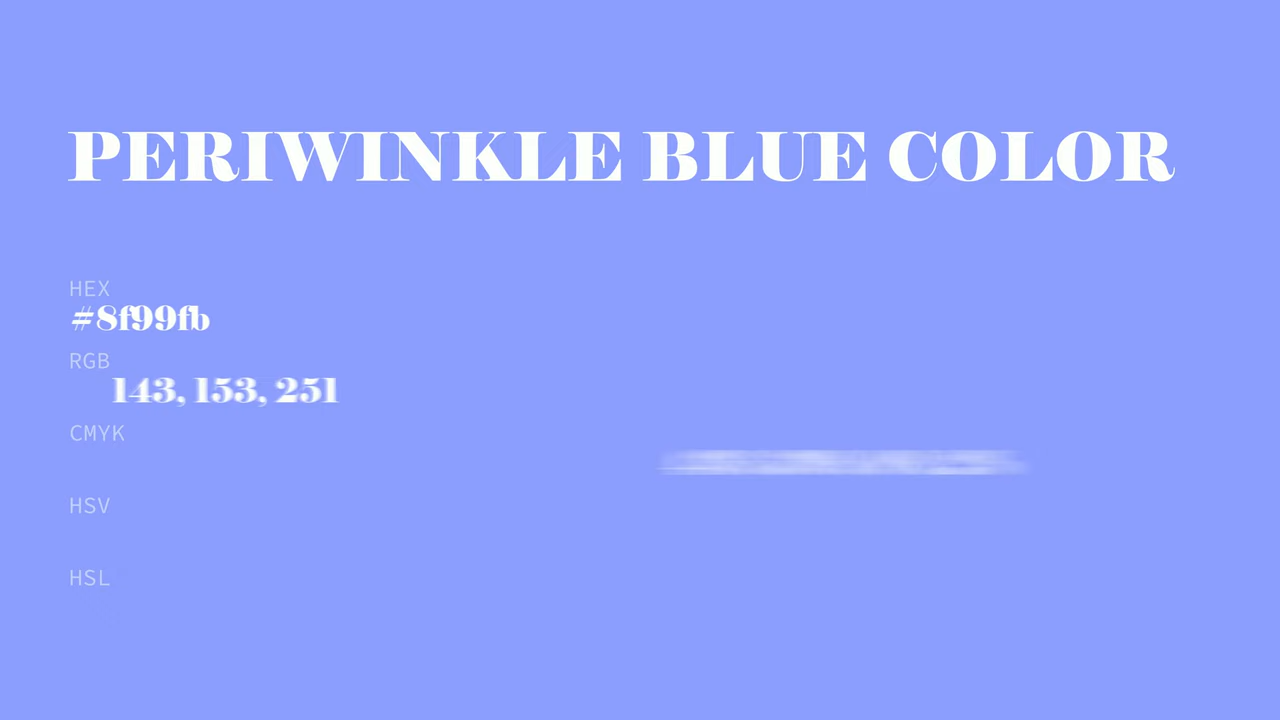 PERIWINKLE BLUE COLOR
HEX
#8f99fb
RGB
143, 153, 251
CMYK
HSV
HSL